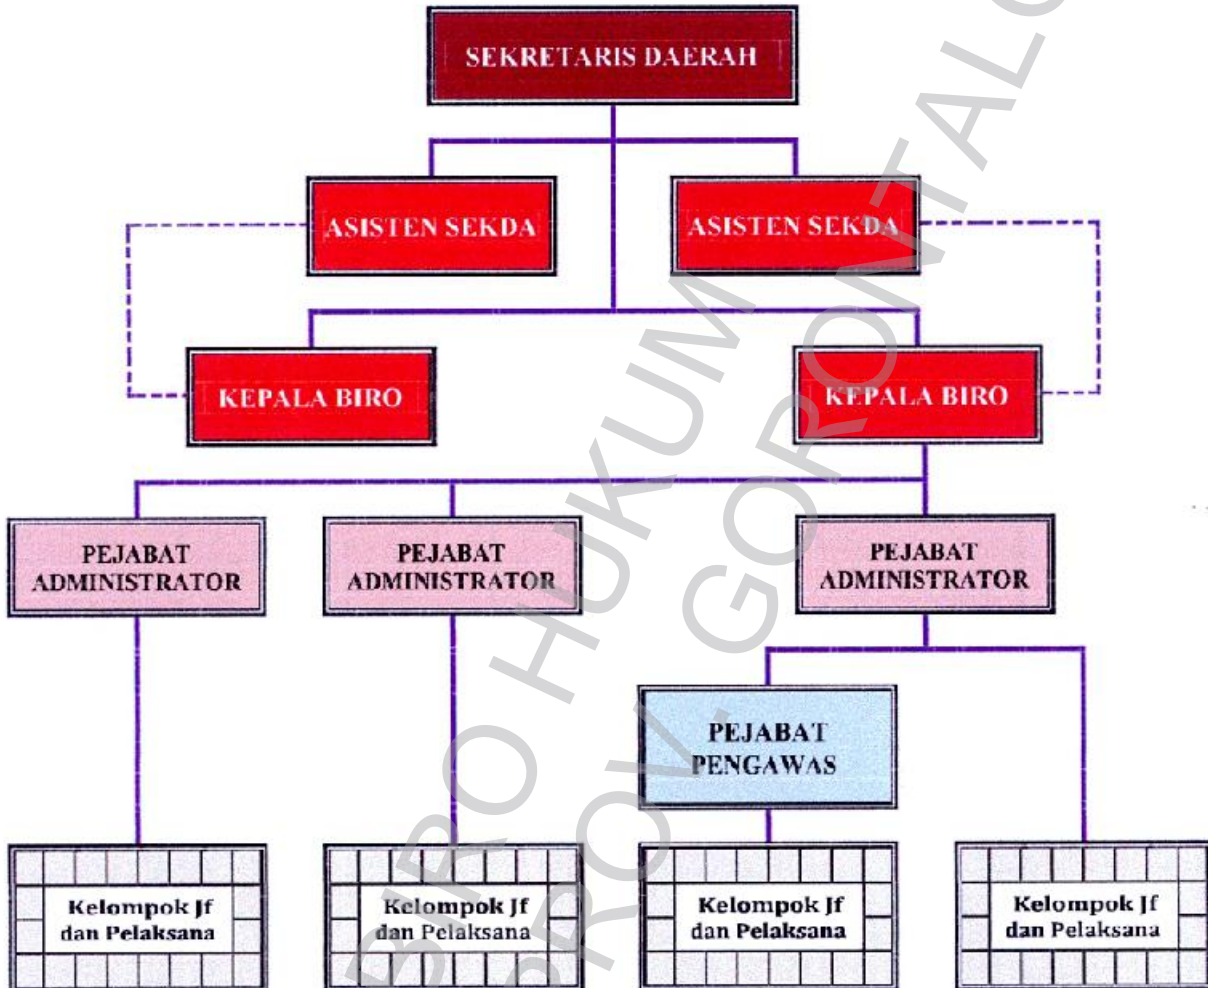 SEKRETARIS DAERAH
ASISTEN SEKDA
ASISTEN SEKDA
KEPALA BIRO
KEPALA BIRO
PEJABAT
ADMINISTRATOR
PEJABAT
ADMINISTRATOR
PEJABAT
ADMINISTRATOR
PEJABAT
PENGAWAS
Kelompok Jf
dan Pelaksana
Kelompok Jf
dan Pelaksana
Kelompok Jf
dan Pelaksana
Kelompok Jf
dan Pelaksana
BIRO HUKUM
PROV. GORONTALO